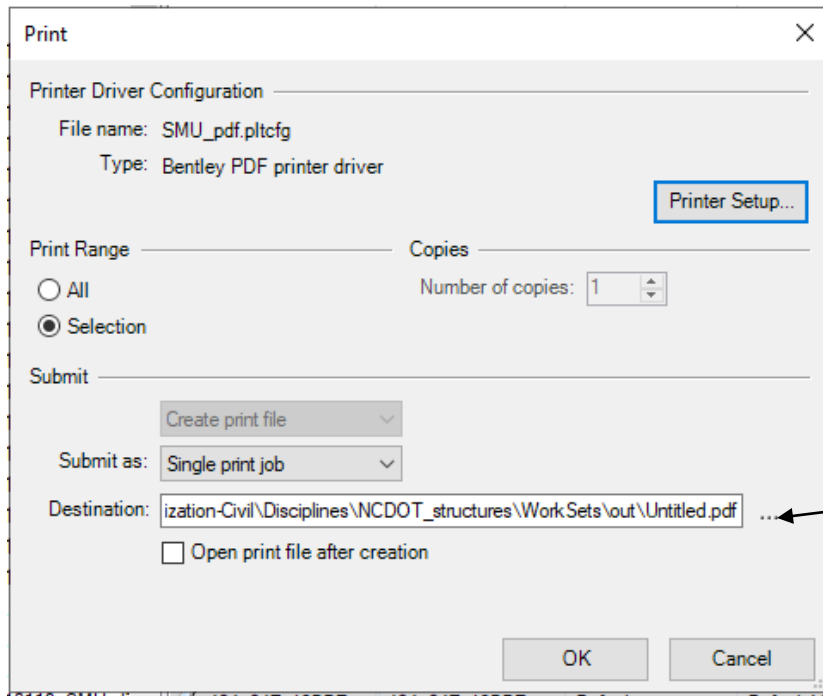 Print
Printer Driver Configuration
File name: SMU_pdf.pltcfg
Type: Bentley PDF printer driver
Printer Setup...
Print Range
Copies
All
Number of copies: 1
Selection
Submit
Create print file
Submit as: Single print job
Destination: ization-Civil\Disciplines\NCDOT_structures\WorkSets\out\Untitled.pdf ...
Open print file after creation
OK Cancel